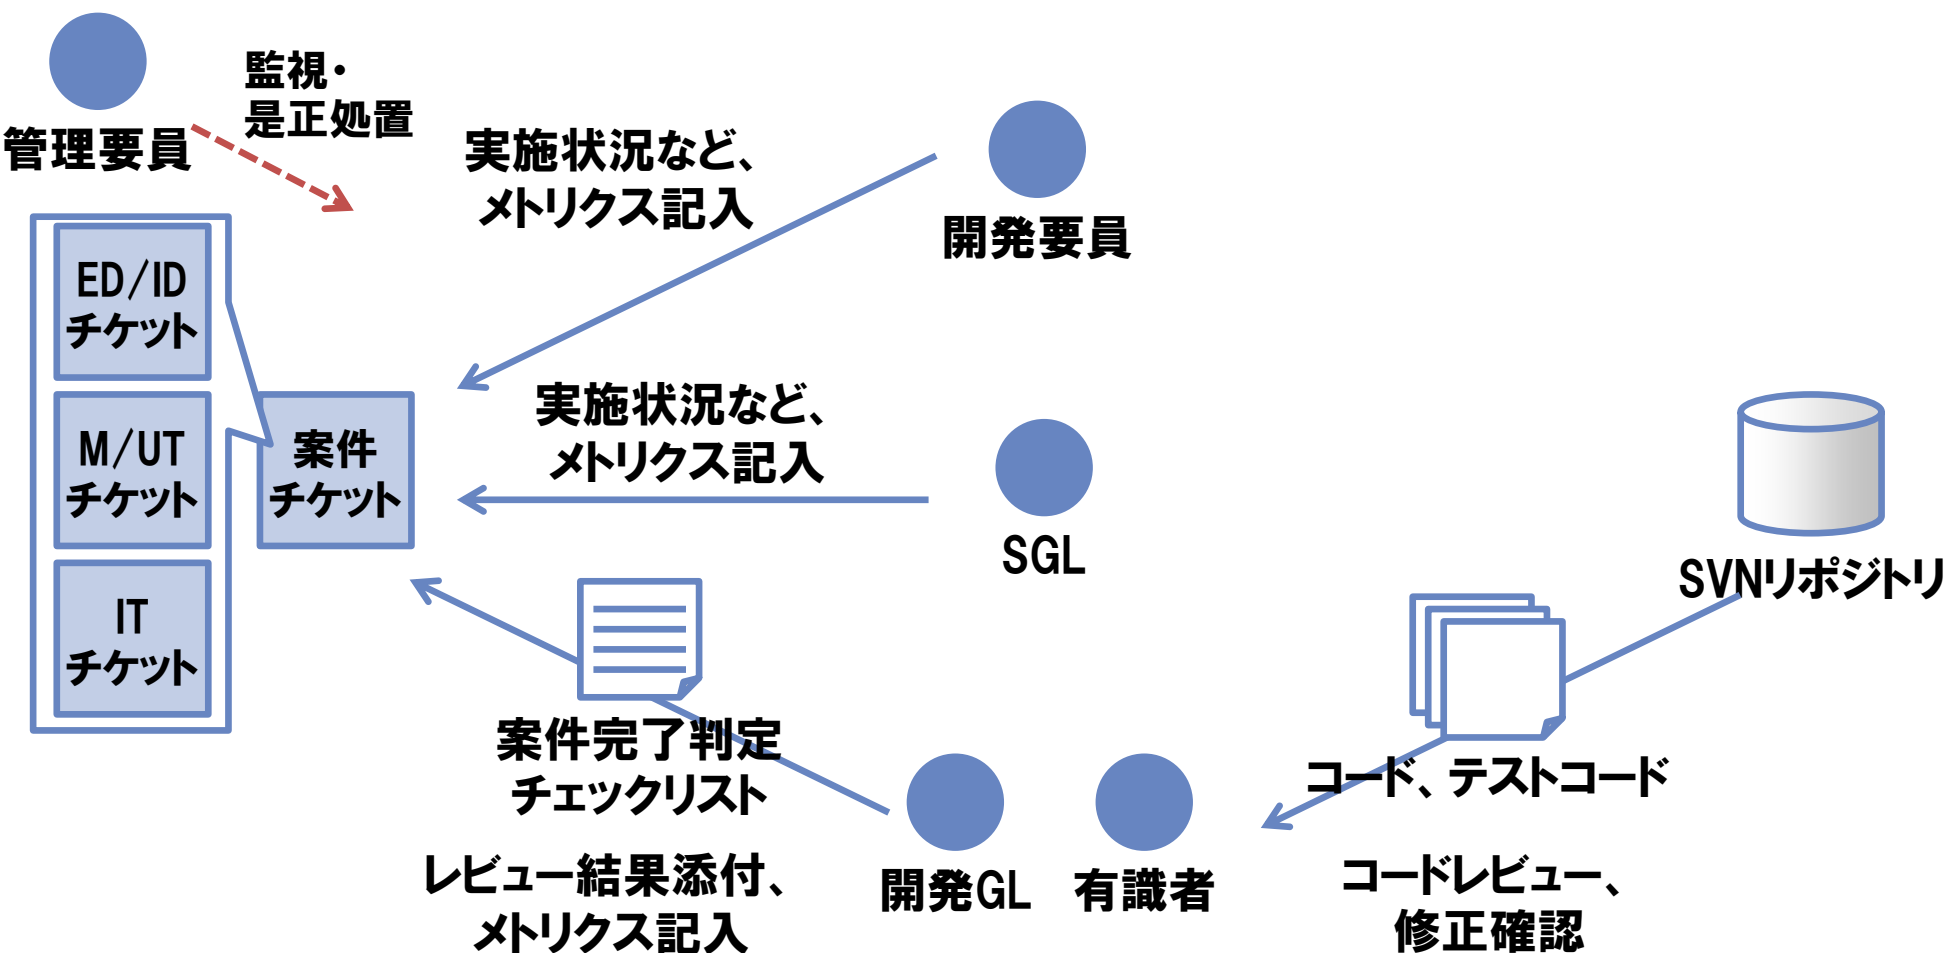 管理要員
監視・
是正処置
実施状況など、
メトリクス記入
開発要員
ED/ID
チケット
M/UT
チケット
IT
チケット
案件
チケット
実施状況など、
メトリクス記入
SGL
SVNリポジトリ
案件完了判定
チェックリスト
レビュー結果添付、
メトリクス記入
開発GL
有識者
コード、テストコード
コードレビュー、
修正確認